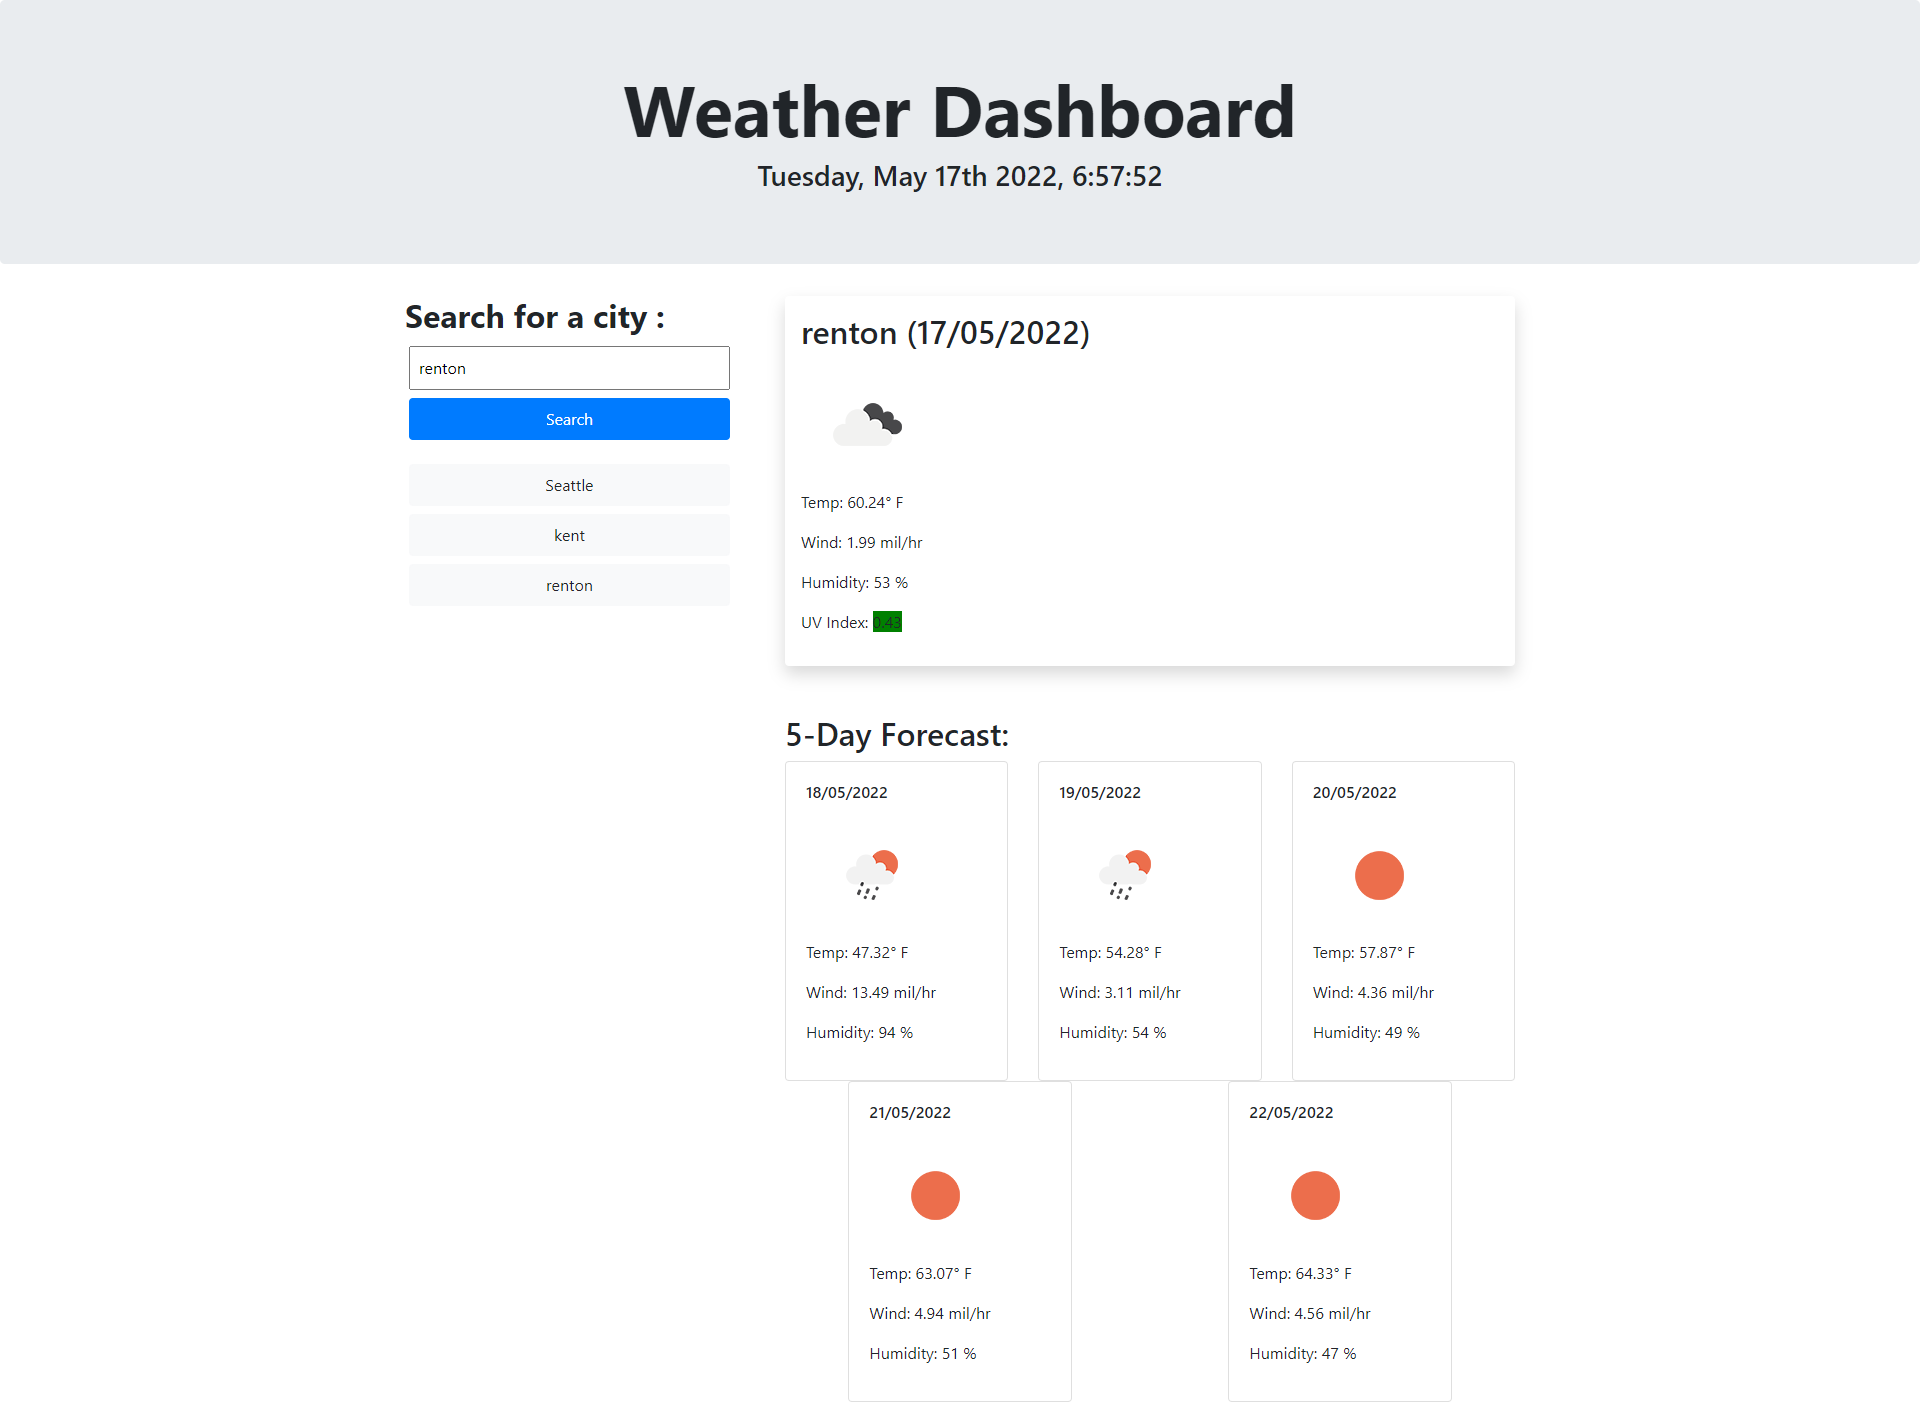 Weather Dashboard
Tuesday, May 17th 2022, 6:57:52
Search for a city :
renton
Search
Seattle
kent
renton
renton (17/05/2022)
Temp: 60.24° F
Wind: 1.99 mil/hr
Humidity: 53 %
UV Index: 0.43
5-Day Forecast:
18/05/2022
Temp: 47.32° F
Wind: 13.49 mil/hr
Humidity: 94 %
19/05/2022
Temp: 54.28° F
Wind: 3.11 mil/hr
Humidity: 54 %
20/05/2022
Temp: 57.87° F
Wind: 4.36 mil/hr
Humidity: 49 %
21/05/2022
Temp: 63.07° F
Wind: 4.94 mil/hr
Humidity: 51 %
22/05/2022
Temp: 64.33° F
Wind: 4.56 mil/hr
Humidity: 47 %